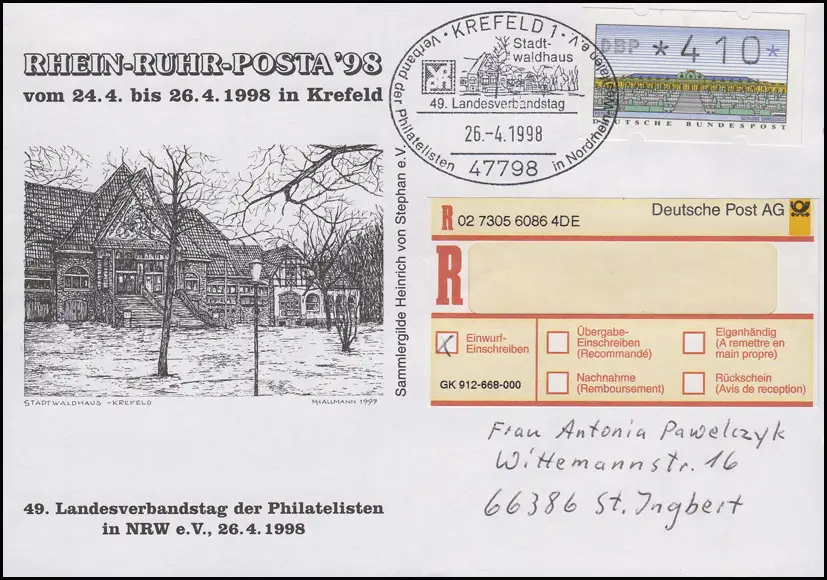 RHEIN-RUHR-POSTA '98
vom 24.4. bis 26.4.1998 in Krefeld
STADTWALDHAUS - KREFELD
M.HALLMANN 1997
Sammlergilde Heinrich von Stephan e.V.
49. Landesverbandstag der Philatelisten
in NRW e.V., 26.4.1998
· KREFELD 1 ·
Verband der Philatelisten in Nordrhein-Westfalen e.V.
Stadt-
waldhaus
49. Landesverbandstag
26.-4.1998
47798
DBP *410*
DEUTSCHE BUNDESPOST
R 02 7305 6086 4DE
Deutsche Post AG
R
Einwurf-
Einschreiben
Übergabe-
Einschreiben
(Recommandé)
Eigenhändig
(A remettre en
main propre)
GK 912-668-000
Nachnahme
(Remboursement)
Rückschein
(Avis de reception)
Frau Antonia Pawelczyk
Wittemannstr. 16
66386 St. Ingbert